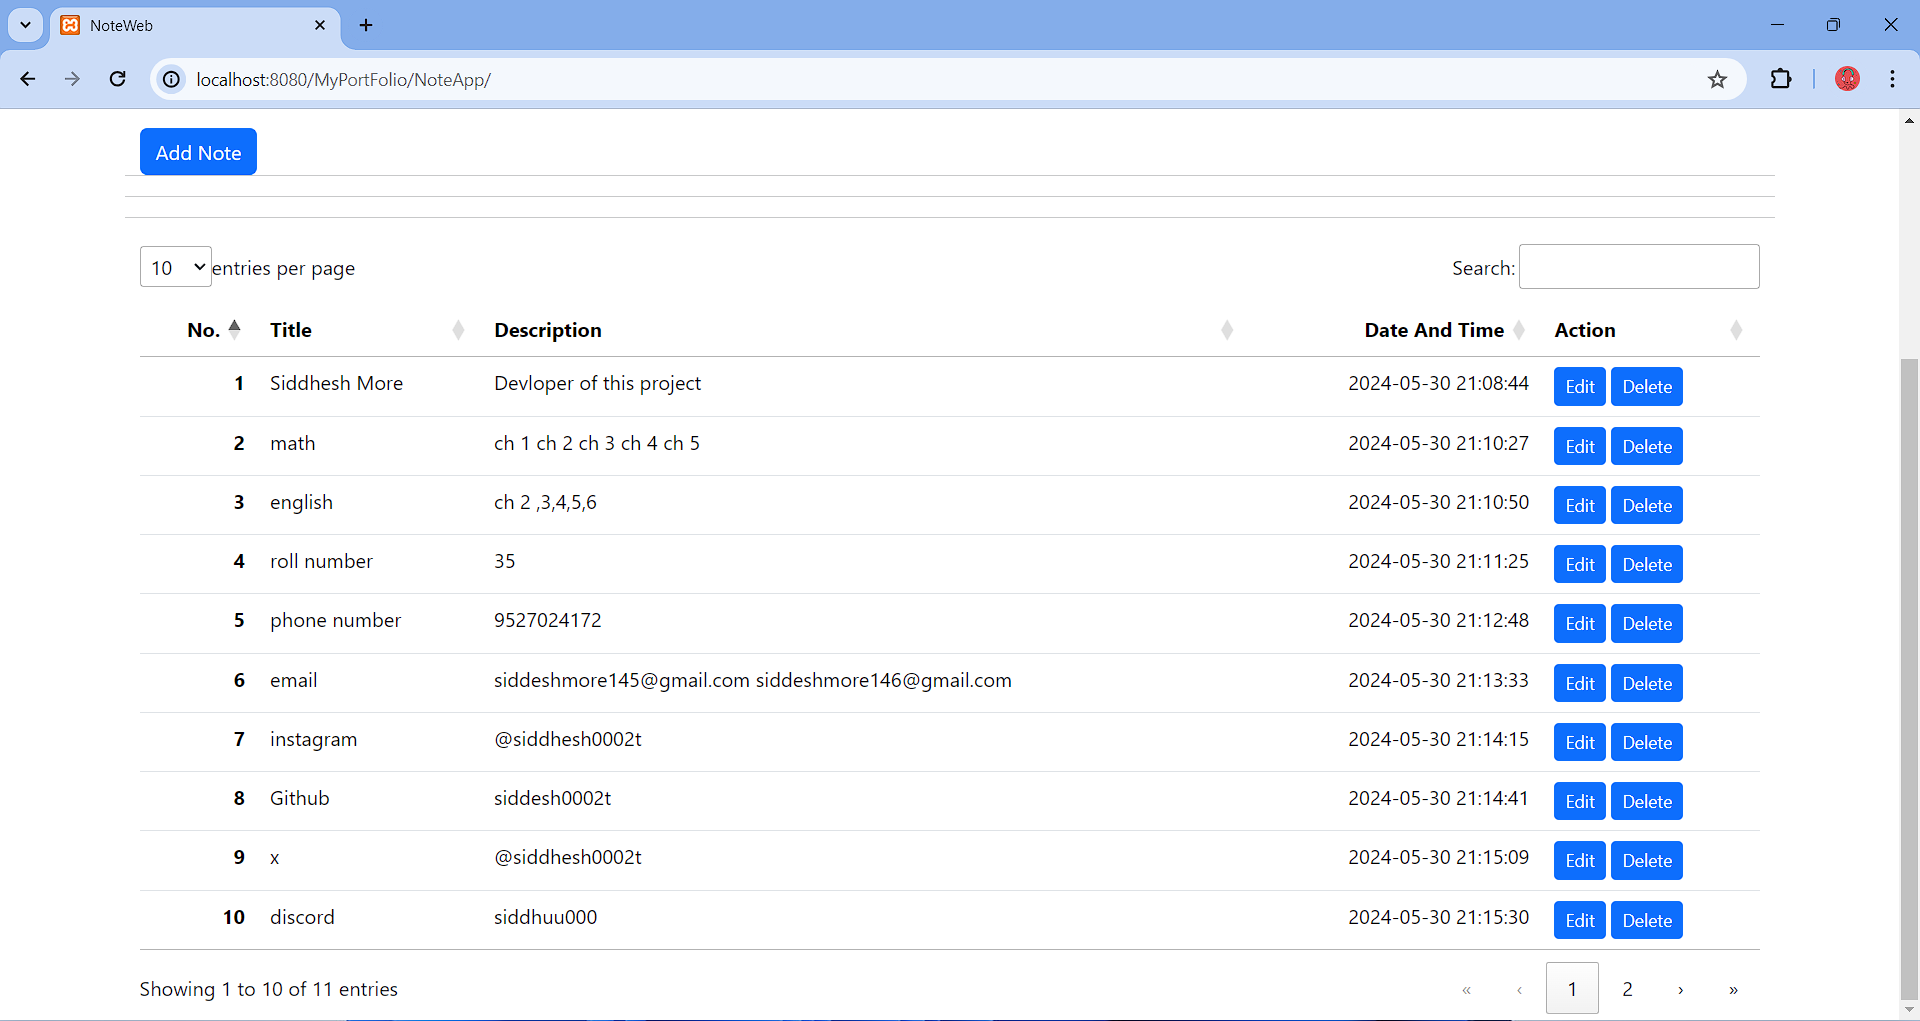 NoteWeb
localhost:8080/MyPortFolio/NoteApp/
Add Note
10 entries per page Search:
No. Title Description Date And Time Action
1 Siddhesh More Devloper of this project 2024-05-30 21:08:44 Edit Delete
2 math ch 1 ch 2 ch 3 ch 4 ch 5 2024-05-30 21:10:27 Edit Delete
3 english ch 2 ,3,4,5,6 2024-05-30 21:10:50 Edit Delete
4 roll number 35 2024-05-30 21:11:25 Edit Delete
5 phone number 9527024172 2024-05-30 21:12:48 Edit Delete
6 email siddeshmore145@gmail.com siddeshmore146@gmail.com 2024-05-30 21:13:33 Edit Delete
7 instagram @siddhesh0002t 2024-05-30 21:14:15 Edit Delete
8 Github siddesh0002t 2024-05-30 21:14:41 Edit Delete
9 x @siddhesh0002t 2024-05-30 21:15:09 Edit Delete
10 discord siddhuu000 2024-05-30 21:15:30 Edit Delete
Showing 1 to 10 of 11 entries « ‹ 1 2 › »